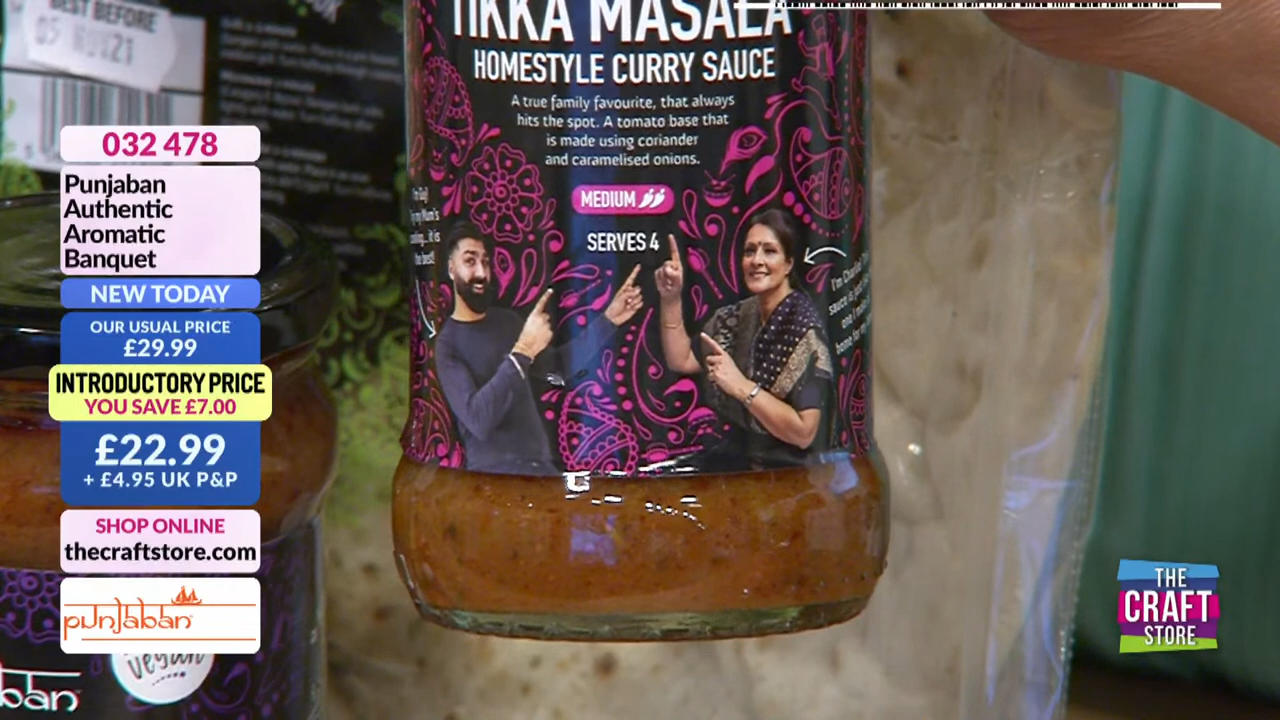 BEST BEFORE
032 478
Punjaban
Authentic
Aromatic
Banquet
NEW TODAY
OUR USUAL PRICE
£29.99
INTRODUCTORY PRICE
YOU SAVE £7.00
£22.99
+ £4.95 UK P&P
SHOP ONLINE
thecraftstore.com
punjaban
vegan
ban
TIKKA MASALA
HOMESTYLE CURRY SAUCE
A true family favourite, that always
hits the spot. A tomato base that
is made using coriander
and caramelised onions.
MEDIUM
SERVES 4
I'm
sauce is
THE
CRAFT
STORE